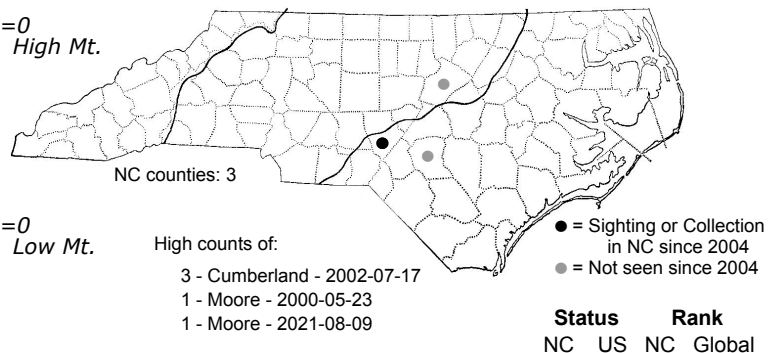 =0
High Mt.
NC counties: 3
=0
Low Mt.
High counts of:
3 - Cumberland - 2002-07-17
1 - Moore - 2000-05-23
1 - Moore - 2021-08-09
● = Sighting or Collection
in NC since 2004
● = Not seen since 2004
Status Rank
NC US NC Global